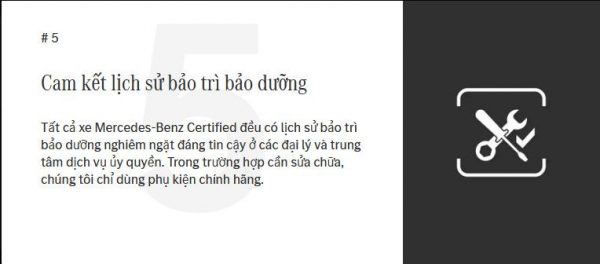 # 5
Cam kết lịch sử bảo trì bảo dưỡng
Tất cả xe Mercedes-Benz Certified đều có lịch sử bảo trì
bảo dưỡng nghiêm ngặt đáng tin cậy ở các đại lý và trung
tâm dịch vụ ủy quyền. Trong trường hợp cần sửa chữa,
chúng tôi chỉ dùng phụ kiện chính hãng.
5